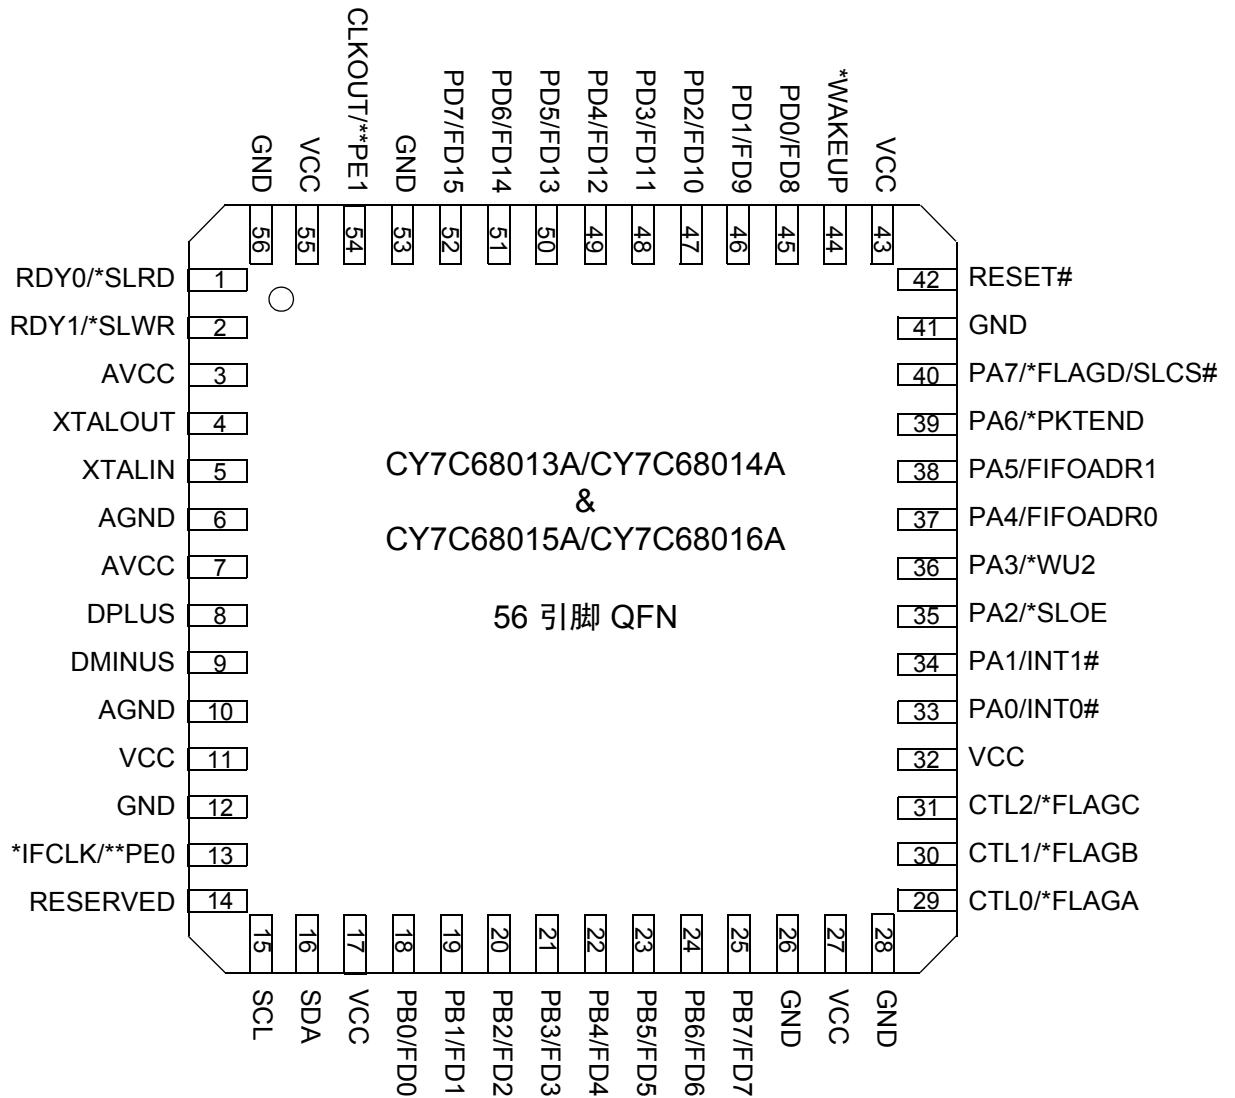 CLKOUT/**PE1
GND
VCC
GND
PD7/FD15
PD6/FD14
PD5/FD13
PD4/FD12
PD3/FD11
PD2/FD10
PD1/FD9
PD0/FD8
*WAKEUP
VCC
56
55
54
53
52
51
50
49
48
47
46
45
44
43
RDY0/*SLRD 1
RDY1/*SLWR 2
AVCC 3
XTALOUT 4
XTALIN 5
AGND 6
AVCC 7
DPLUS 8
DMINUS 9
AGND 10
VCC 11
GND 12
*IFCLK/**PE0 13
RESERVED 14
CY7C68013A/CY7C68014A
&
CY7C68015A/CY7C68016A
56 引脚 QFN
42 RESET#
41 GND
40 PA7/*FLAGD/SLCS#
39 PA6/*PKTEND
38 PA5/FIFOADR1
37 PA4/FIFOADR0
36 PA3/*WU2
35 PA2/*SLOE
34 PA1/INT1#
33 PA0/INT0#
32 VCC
31 CTL2/*FLAGC
30 CTL1/*FLAGB
29 CTL0/*FLAGA
15
16
17
18
19
20
21
22
23
24
25
26
27
28
SCL
SDA
VCC
PB0/FD0
PB1/FD1
PB2/FD2
PB3/FD3
PB4/FD4
PB5/FD5
PB6/FD6
PB7/FD7
GND
VCC
GND